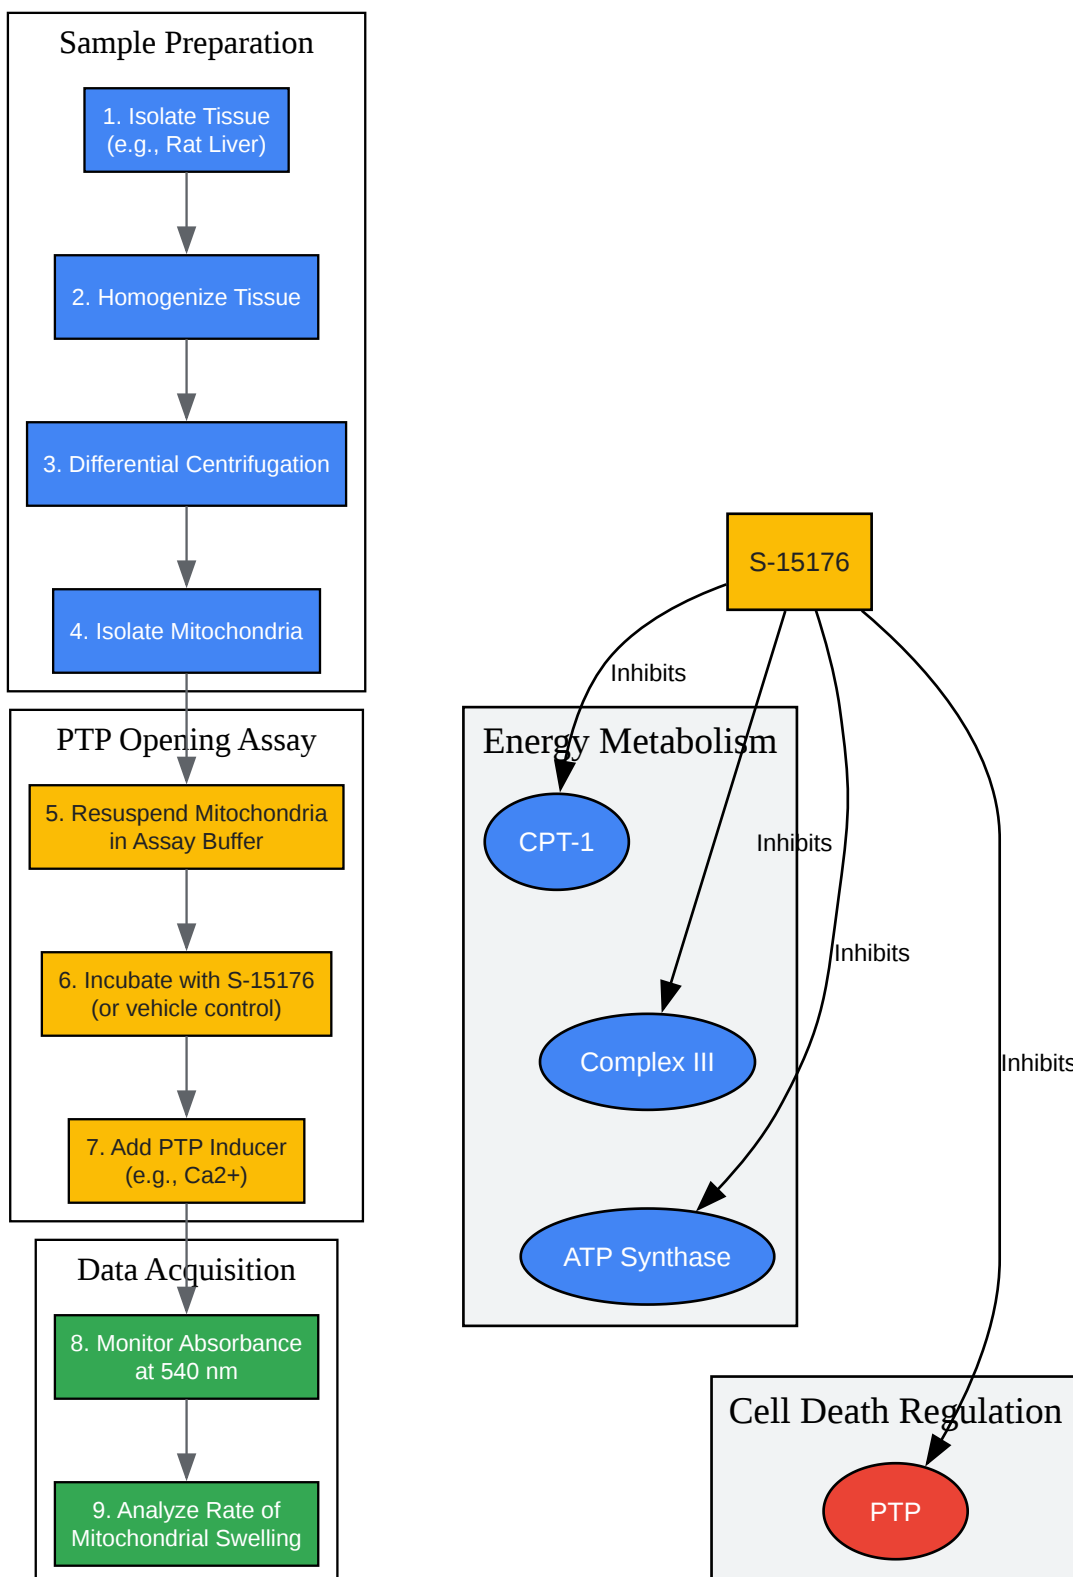 Sample Preparation
1. Isolate Tissue
(e.g., Rat Liver)
2. Homogenize Tissue
3. Differential Centrifugation
4. Isolate Mitochondria
PTP Opening Assay
5. Resuspend Mitochondria
in Assay Buffer
6. Incubate with S-15176
(or vehicle control)
7. Add PTP Inducer
(e.g., Ca2+)
Data Acquisition
8. Monitor Absorbance
at 540 nm
9. Analyze Rate of
Mitochondrial Swelling
S-15176
Inhibits
Energy Metabolism
CPT-1
Inhibits
Inhibits
Complex III
Inhibits
ATP Synthase
Cell Death Regulation
PTP